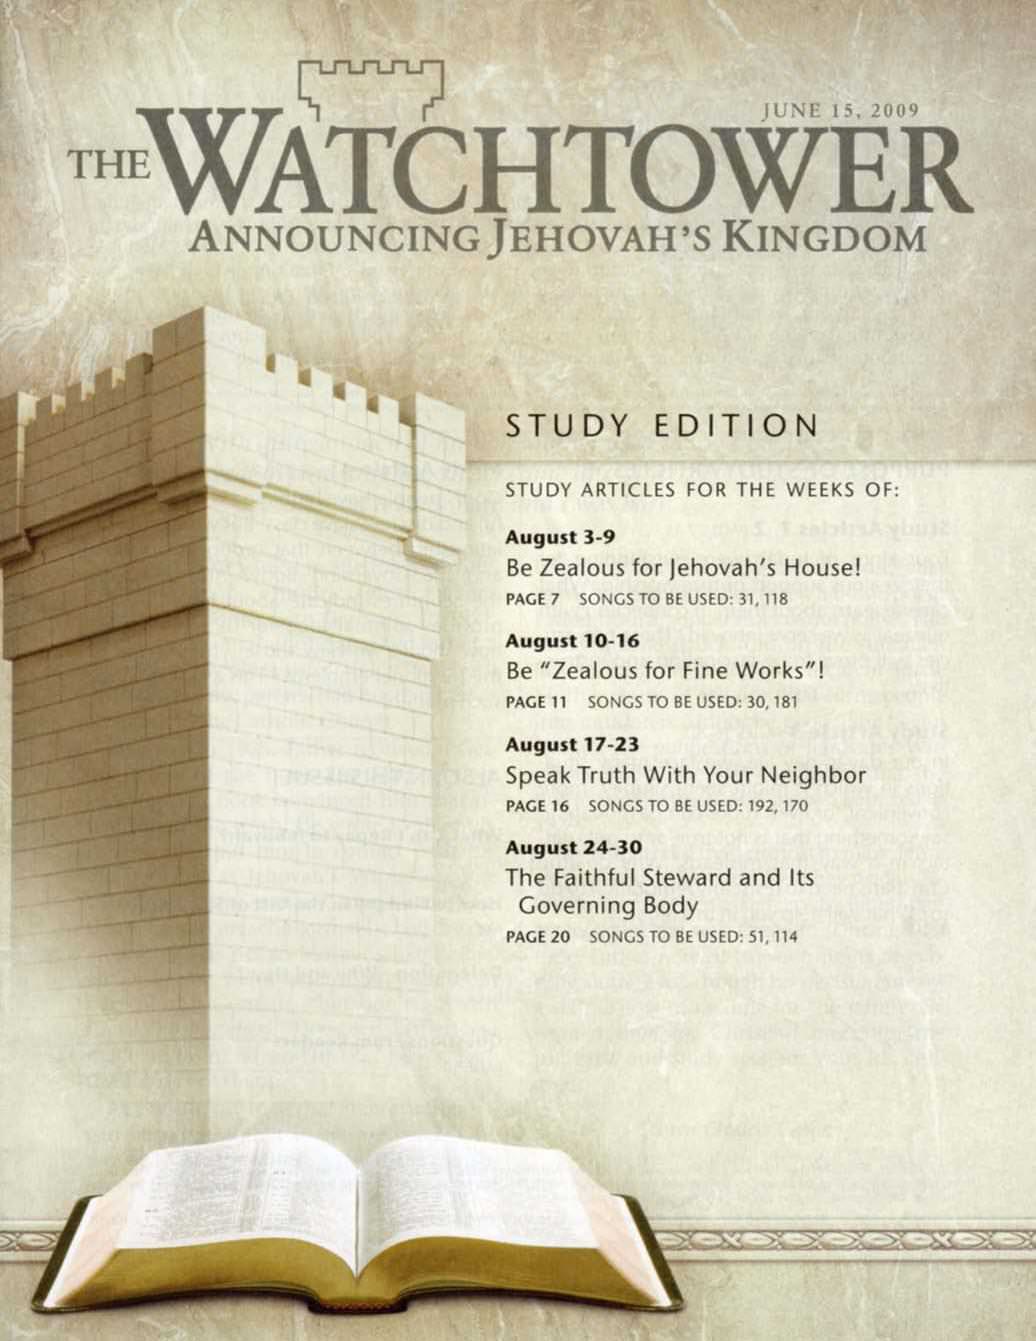 JUNE 15, 2009
THE WATCHTOWER
ANNOUNCING JEHOVAH'S KINGDOM
STUDY EDITION
STUDY ARTICLES FOR THE WEEKS OF:
August 3-9
Be Zealous for Jehovah's House!
PAGE 7 SONGS TO BE USED: 31, 118
August 10-16
Be "Zealous for Fine Works"!
PAGE 11 SONGS TO BE USED: 30, 181
August 17-23
Speak Truth With Your Neighbor
PAGE 16 SONGS TO BE USED: 192, 170
August 24-30
The Faithful Steward and Its
Governing Body
PAGE 20 SONGS TO BE USED: 51, 114